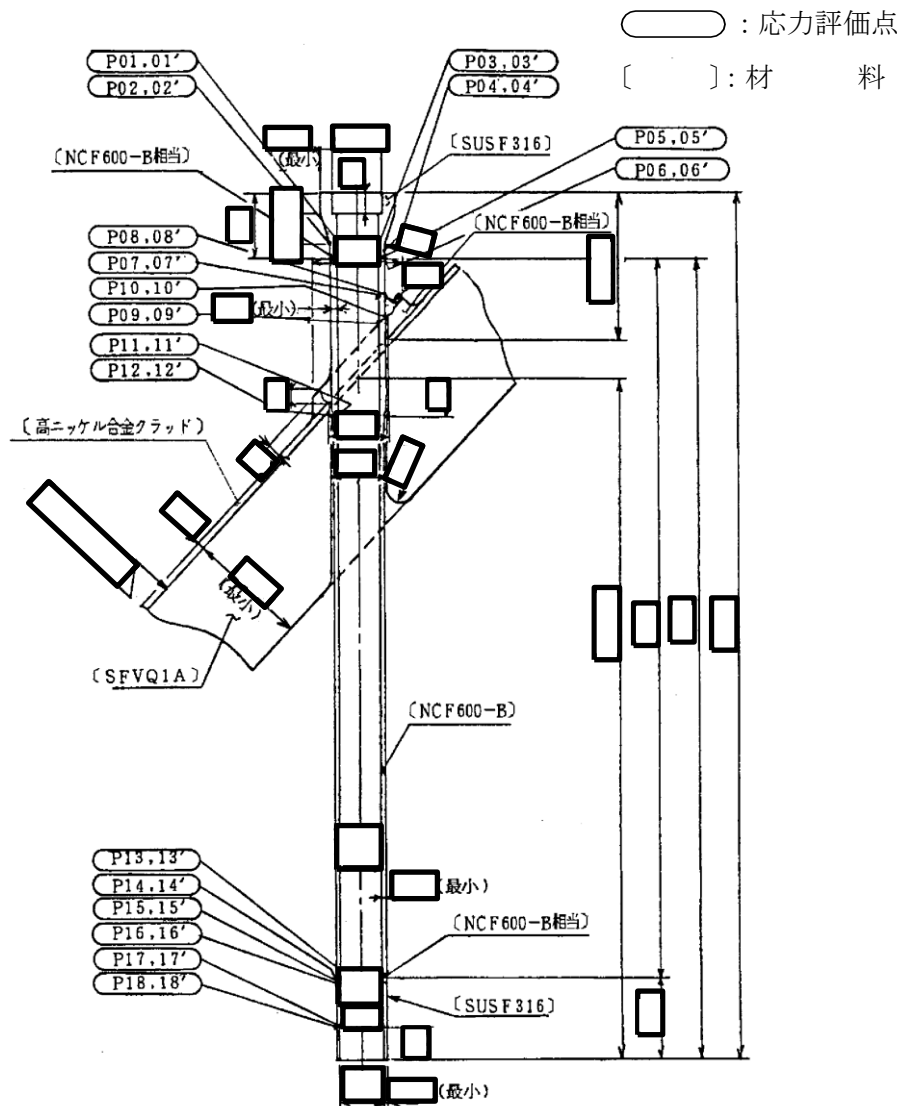 ：応力評価点
〔　　〕：材　　料
P01,01′
P02,02′
P03,03′
P04,04′
(最小)
〔SUSF316〕
P05,05′
P06,06′
〔NCF600-B相当〕
〔NCF600-B相当〕
P08,08′
P07,07′
P10,10′
P09,09′
(最小)
P11,11′
P12,12′
〔高ニッケル合金クラッド〕
(最小)
〔SFVQ1A〕
〔NCF600-B〕
P13,13′
P14,14′
P15,15′
P16,16′
P17,17′
P18,18′
(最小)
〔NCF600-B相当〕
〔SUSF316〕
(最小)